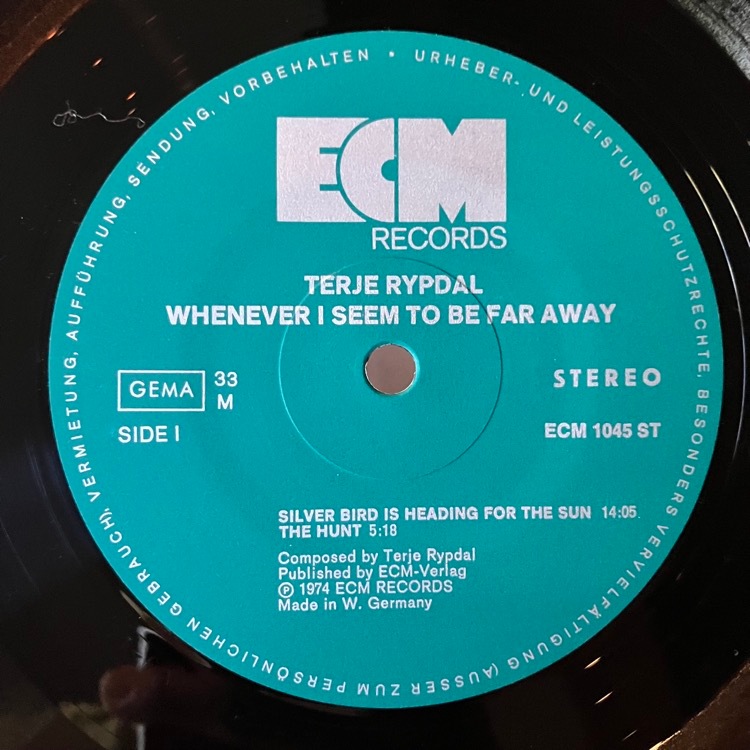 URHEBER- UND LEISTUNGSSCHUTZRECHTE, BESONDERS VERVIELFÄLTIGUNG (AUSSER ZUM PERSÖNLICHEN GEBRAUCH), VERMIETUNG, AUFFÜHRUNG, SENDUNG, VORBEHALTEN *
ECM
RECORDS
TERJE RYPDAL
WHENEVER I SEEM TO BE FAR AWAY
GEMA 33 M
STEREO
SIDE I
ECM 1045 ST
SILVER BIRD IS HEADING FOR THE SUN 14:05
THE HUNT 5:18
Composed by Terje Rypdal
Published by ECM-Verlag
℗ 1974 ECM RECORDS
Made in W. Germany